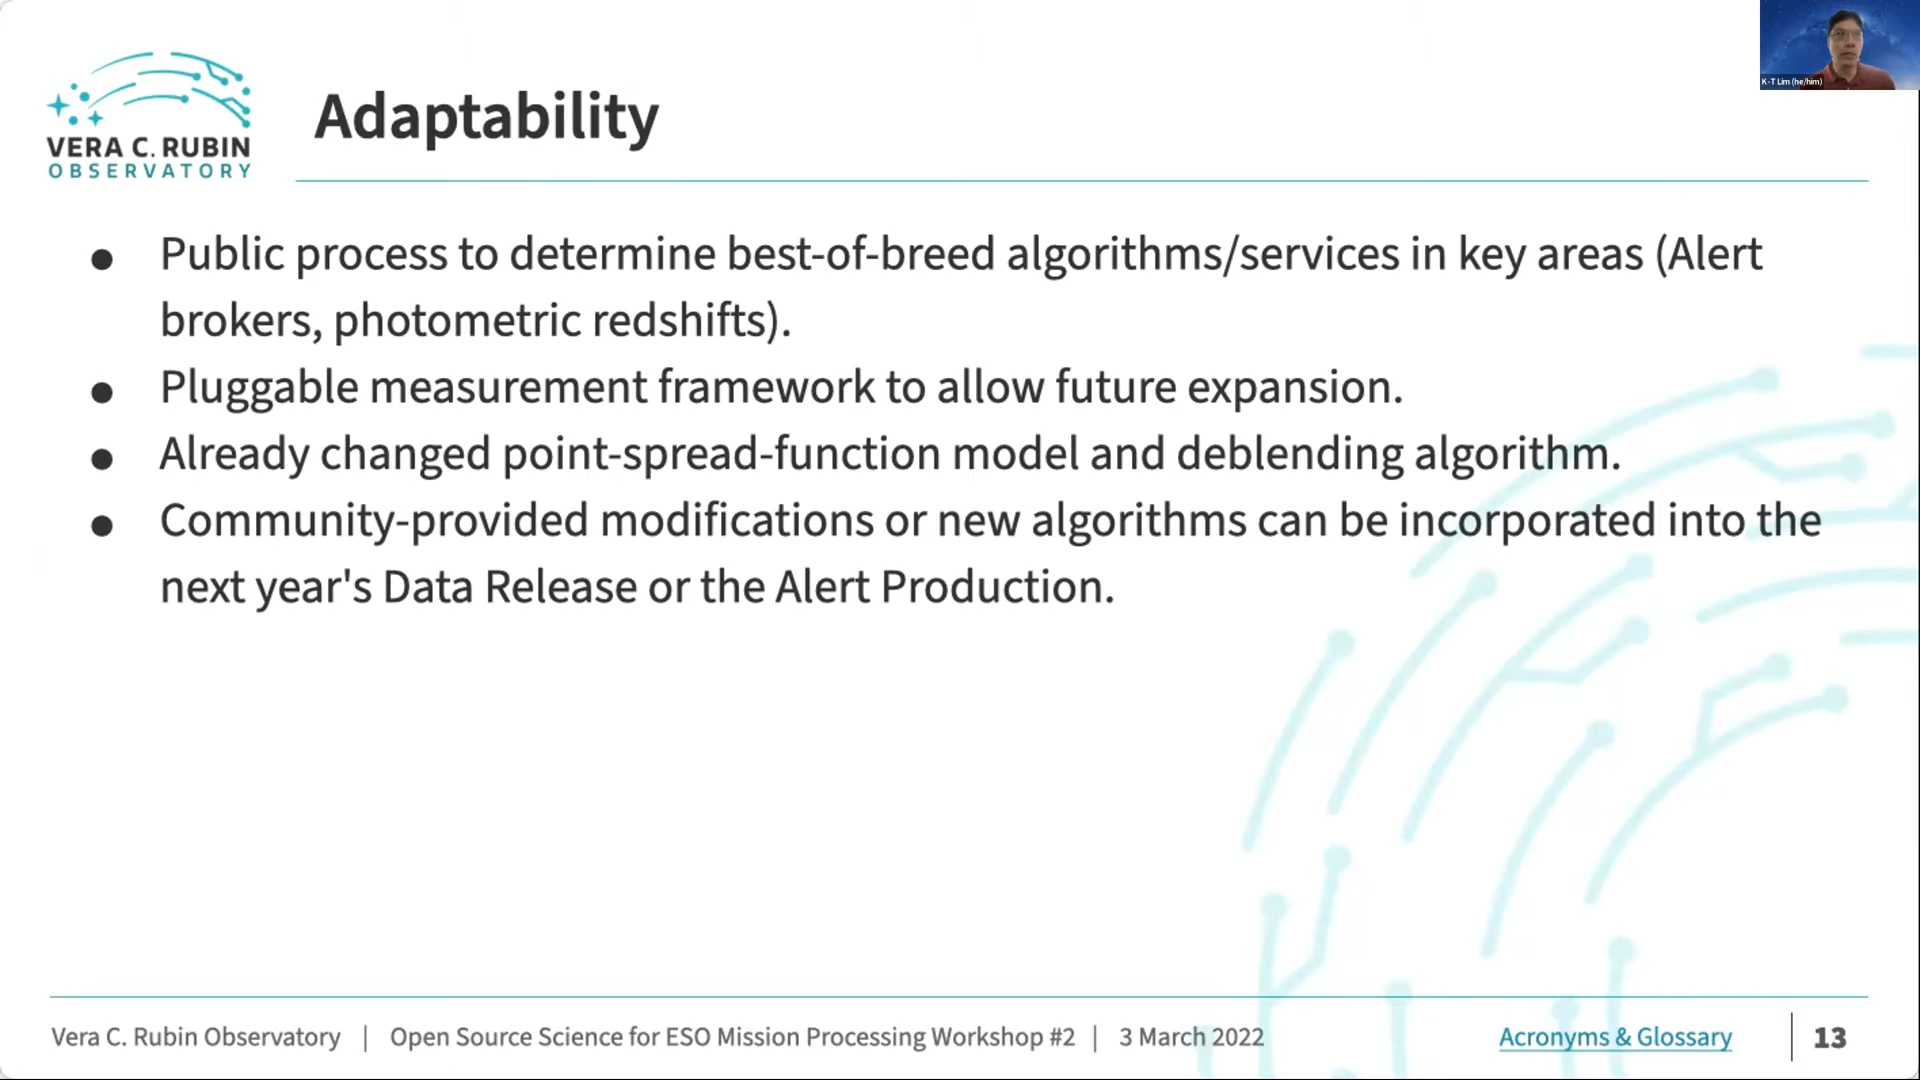 K-T Lim (he/him)
VERA C. RUBIN
OBSERVATORY
Adaptability
● Public process to determine best-of-breed algorithms/services in key areas (Alert
brokers, photometric redshifts).
● Pluggable measurement framework to allow future expansion.
● Already changed point-spread-function model and deblending algorithm.
● Community-provided modifications or new algorithms can be incorporated into the
next year's Data Release or the Alert Production.
Vera C. Rubin Observatory | Open Source Science for ESO Mission Processing Workshop #2 | 3 March 2022 Acronyms & Glossary | 13